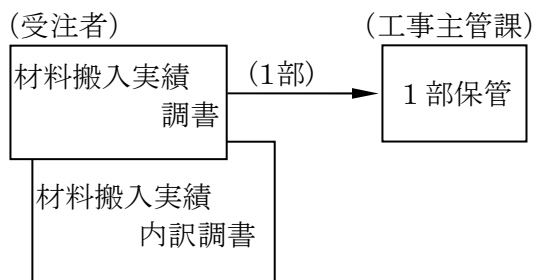 (受注者)
(工事主管課)
材料搬入実績
調書
(1部)
１部保管
材料搬入実績
内訳調書